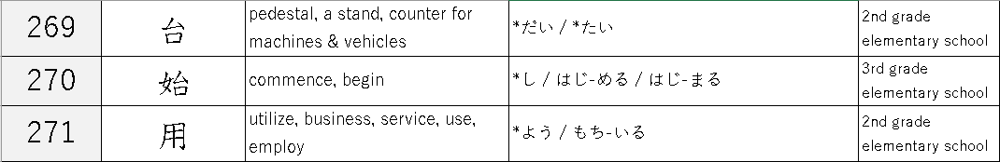 269 台 pedestal, a stand, counter for machines & vehicles *だい / *たい 2nd grade elementary school
270 始 commence, begin *し / はじ-める / はじ-まる 3rd grade elementary school
271 用 utilize, business, service, use, employ *よう / もち-いる 2nd grade elementary school